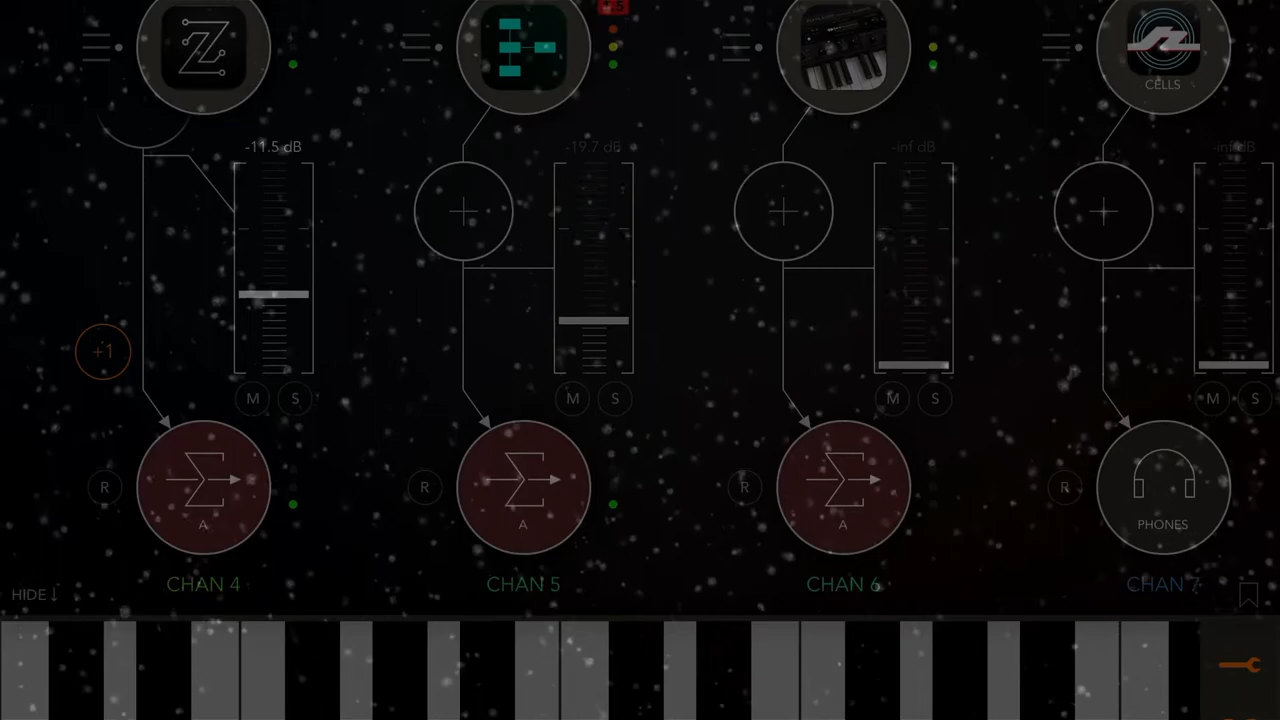 CELLS
-11.5 dB
-19.7 dB
-inf dB
-inf dB
+1
M S
M S
M S
M S
R
R
R
R
A
A
A
PHONES
CHAN 4
CHAN 5
CHAN 6
CHAN 7
HIDE